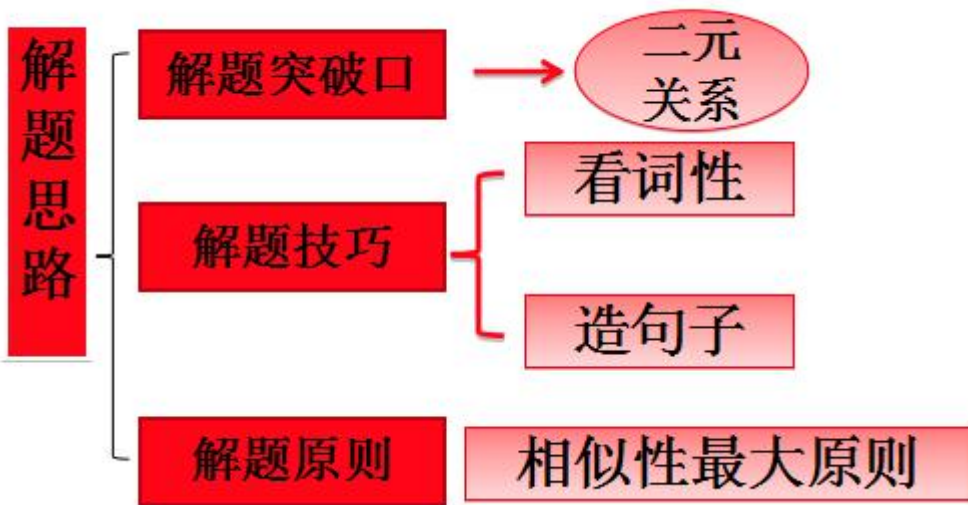 解题思路
解题突破口
二元
关系
解题技巧
看词性
造句子
解题原则
相似性最大原则